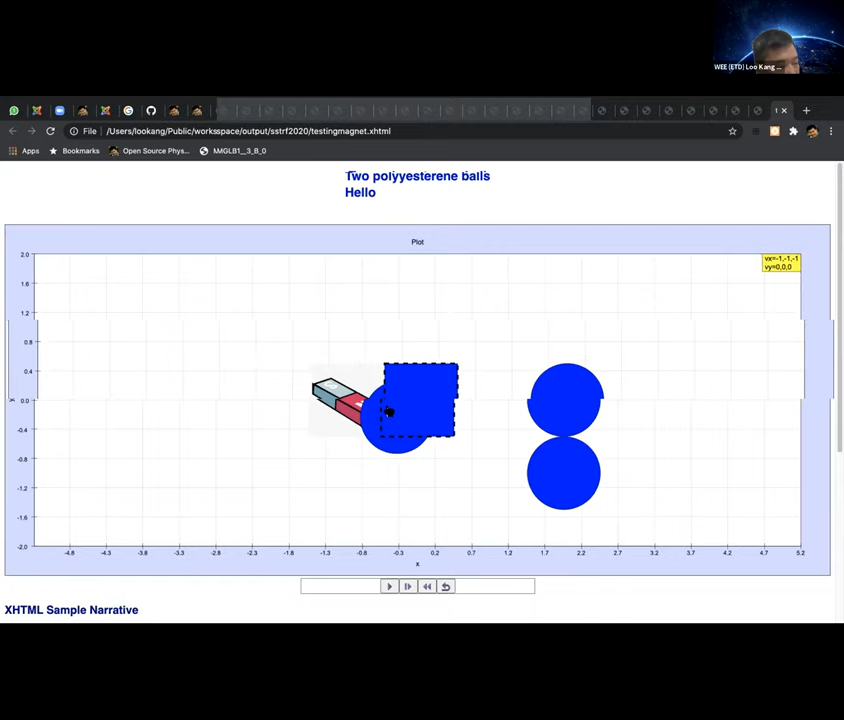 WEE (ETD) Loo Kang ...
1
File
/Users/lookang/Public/worksspace/output/sstrf2020/testingmagnet.xhtml
Apps
Bookmarks
Open Source Phys...
MMGLB1__3_B_0
Two polyyesterene balls
Hello
Plot
vx=-1,-1,-1
vy=0,0,0
2.0
1.6
1.2
0.8
0.4
0.0
-0.4
-0.8
-1.2
-1.6
-2.0
-4.8 -4.3 -3.8 -3.3 -2.8 -2.3 -1.8 -1.3 -0.8 -0.3 0.2 0.7 1.2 1.7 2.2 2.7 3.2 3.7 4.2 4.7 5.2
x
XHTML Sample Narrative